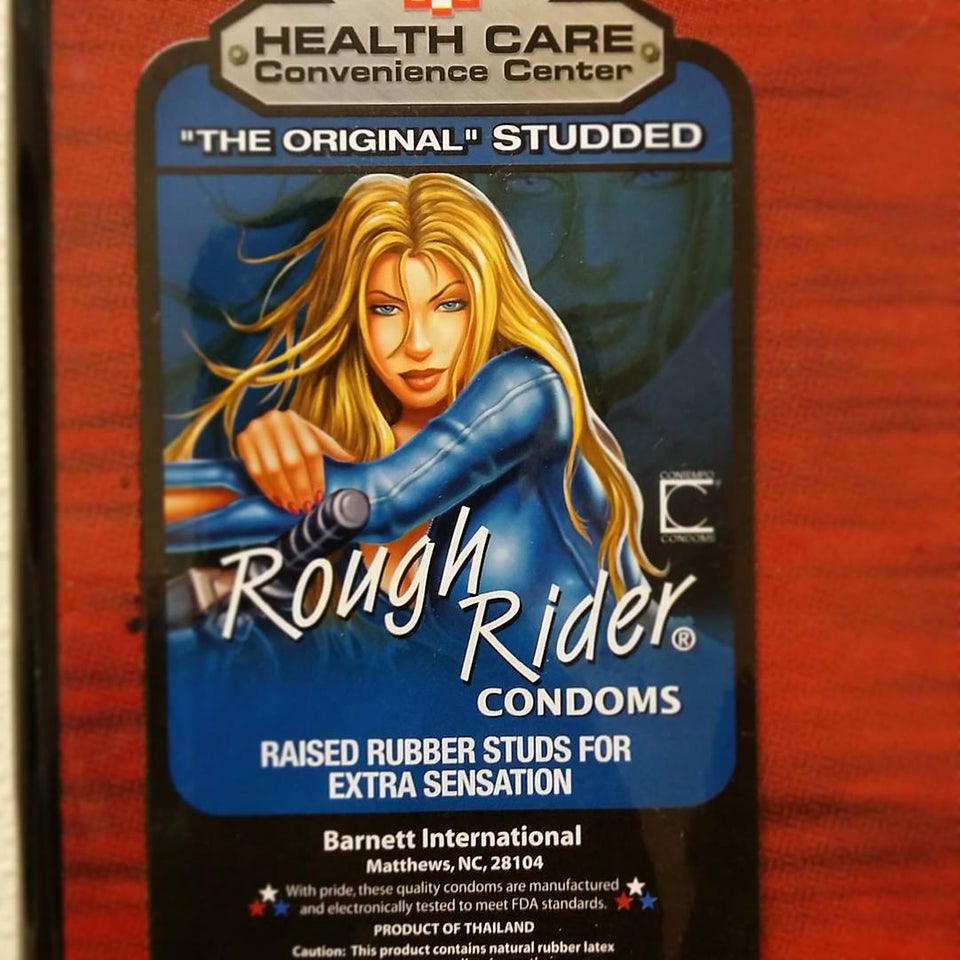 HEALTH CARE
Convenience Center
"THE ORIGINAL" STUDDED
CONTEMPO
CONDOMS
Rough
Rider®
CONDOMS
RAISED RUBBER STUDS FOR
EXTRA SENSATION
Barnett International
Matthews, NC, 28104
With pride, these quality condoms are manufactured
and electronically tested to meet FDA standards.
PRODUCT OF THAILAND
Caution: This product contains natural rubber latex